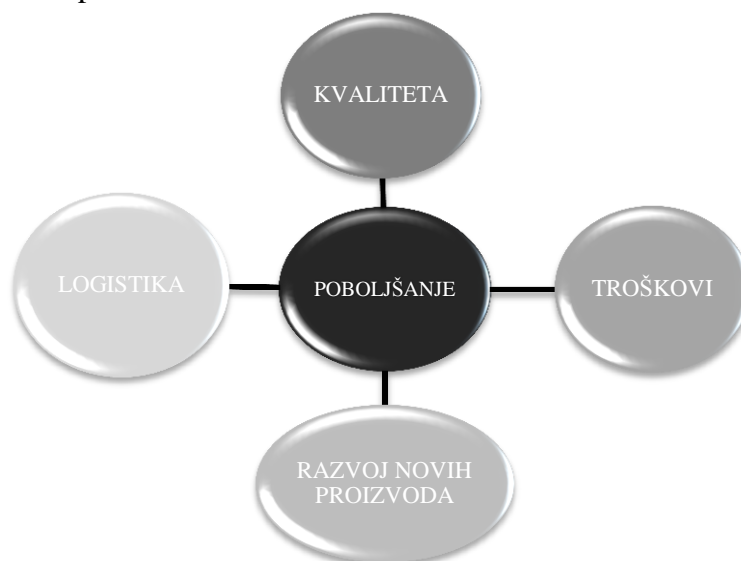 KVALITETA
LOGISTIKA
POBOLJŠANJE
TROŠKOVI
RAZVOJ NOVIH
PROIZVODA